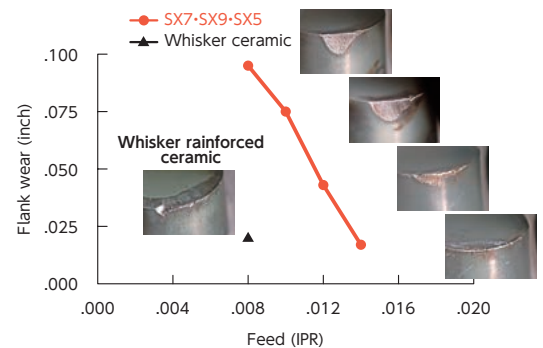 SX7•SX9•SX5
Whisker ceramic
.100
.075
.050
.025
.000
Flank wear (inch)
Whisker rainforced
ceramic
.000
.004
.008
.012
.016
.020
Feed (IPR)